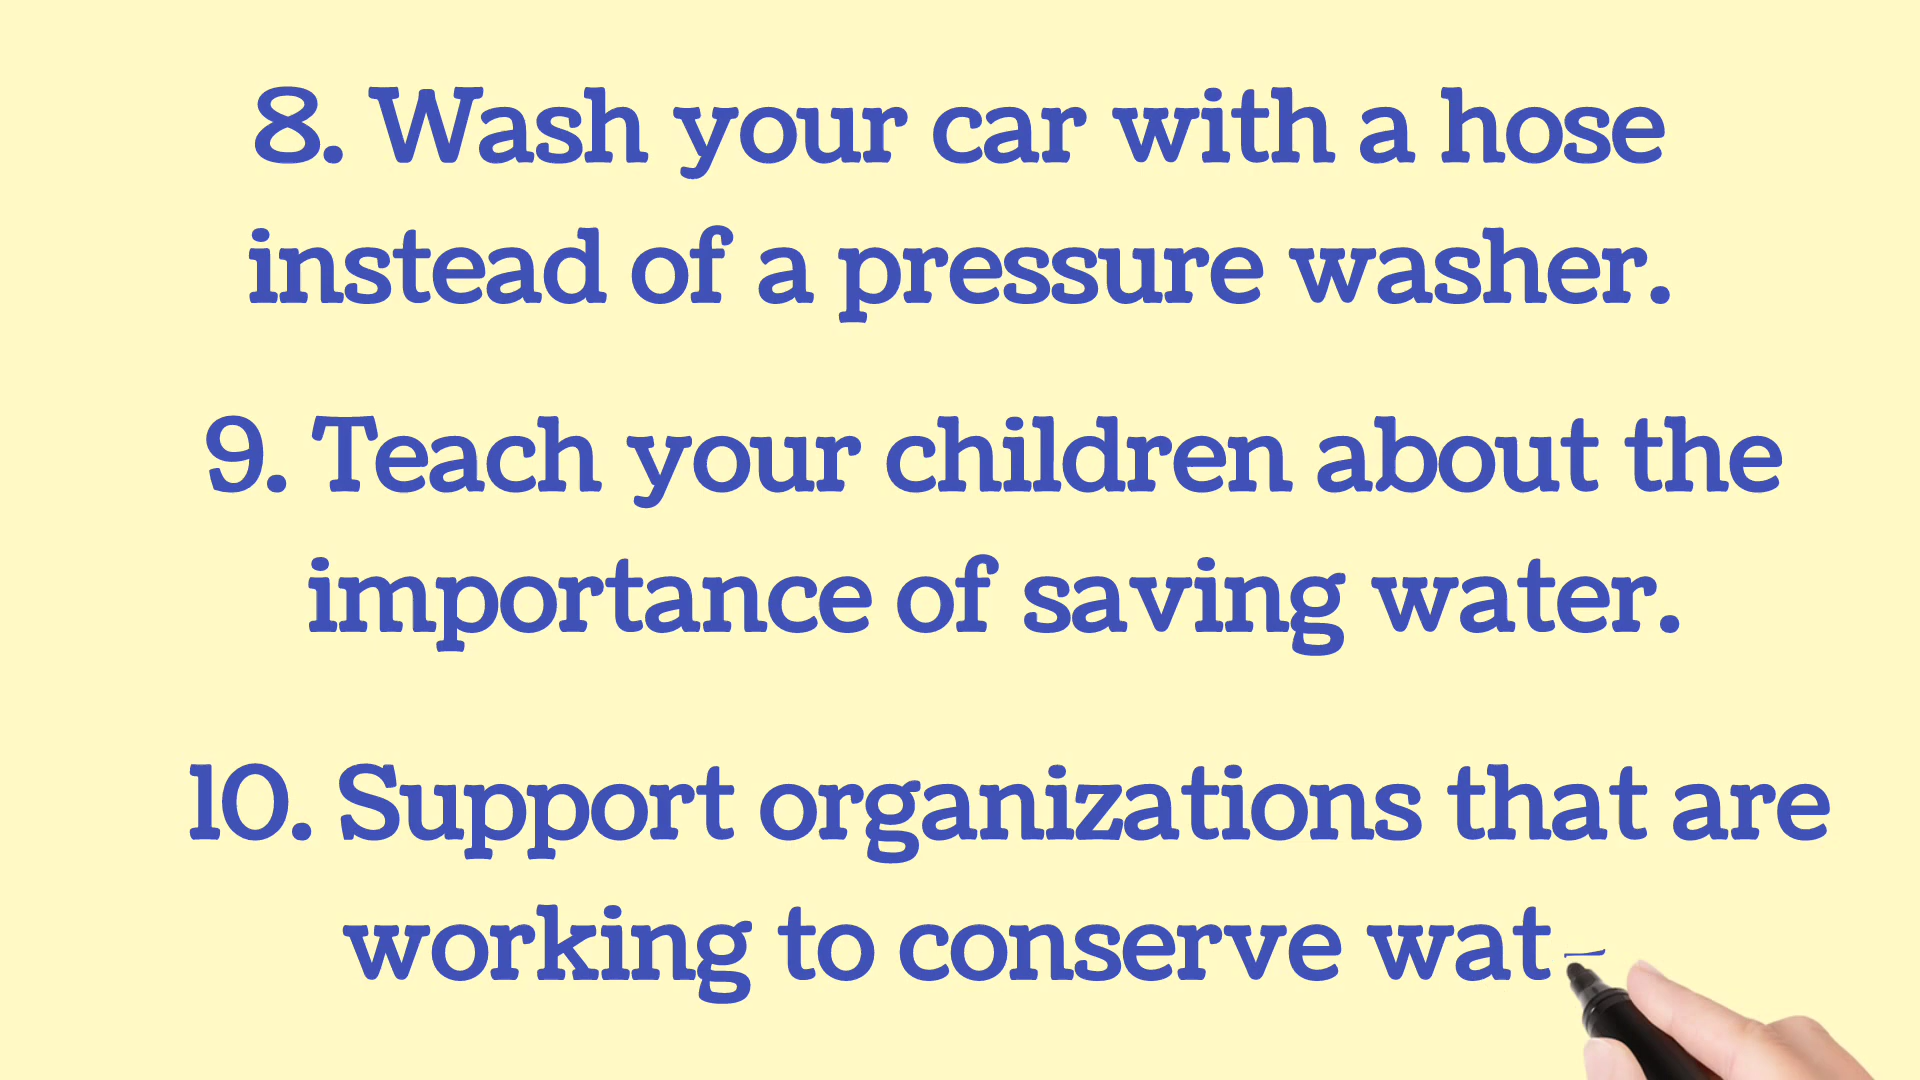 8. Wash your car with a hose
instead of a pressure washer.
9. Teach your children about the
importance of saving water.
10. Support organizations that are
working to conserve wat